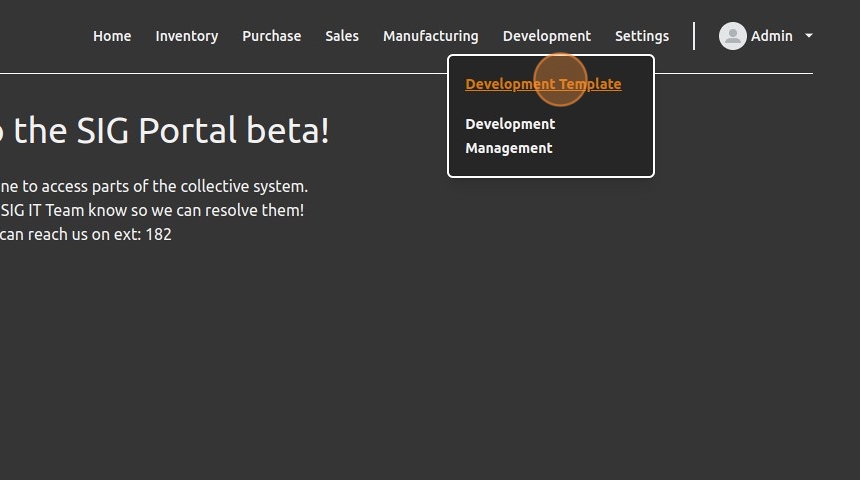 Home Inventory Purchase Sales Manufacturing Development Settings Admin
Development Template
Development
Management
the SIG Portal beta!
ne to access parts of the collective system.
SIG IT Team know so we can resolve them!
can reach us on ext: 182